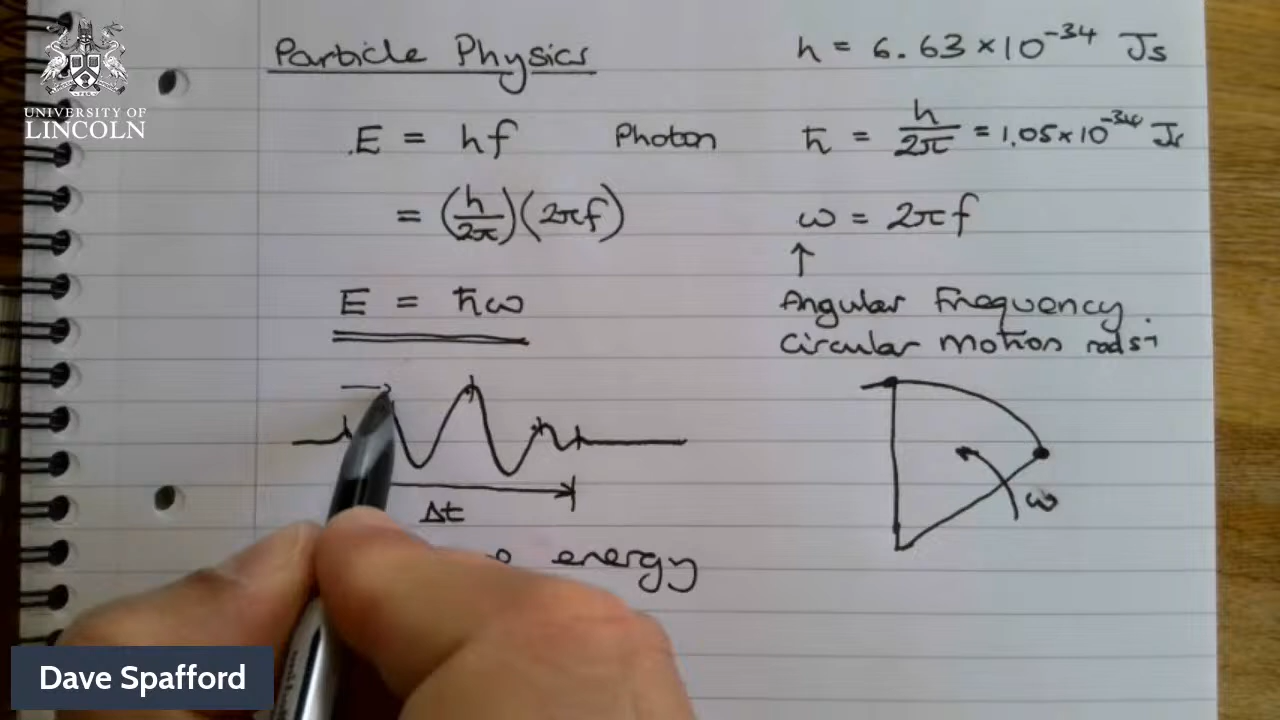 UNIVERSITY OF
LINCOLN
Particle Physics
E = hf Photon
= (h/2π)(2πf)
E = ħω
Δt
energy
h = 6.63 × 10⁻³⁴ Js
ħ = h/2π = 1.05 × 10⁻³⁴ Js
ω = 2πf
↑
Angular Frequency
Circular Motion rads⁻¹
ω
Dave Spafford